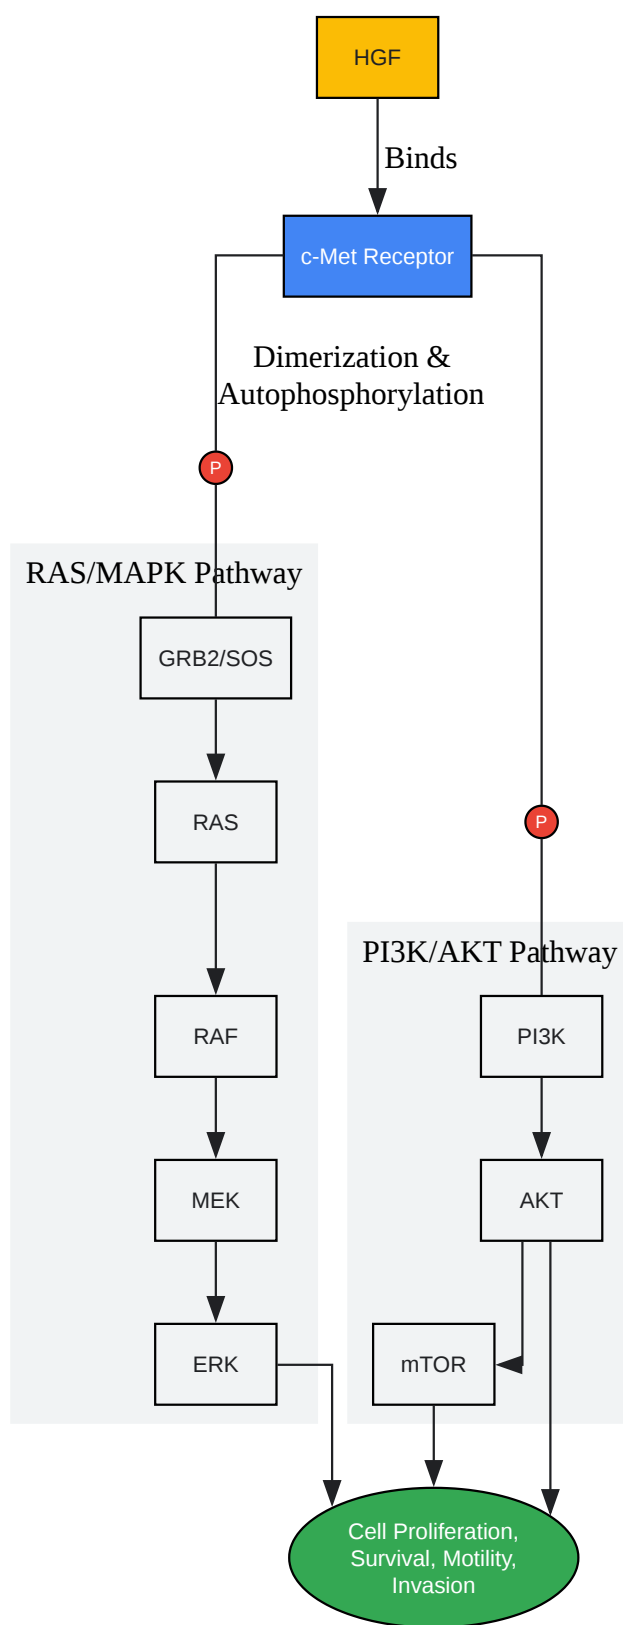 HGF
Binds
c-Met Receptor
Dimerization &
Autophosphorylation
P
RAS/MAPK Pathway
GRB2/SOS
RAS
P
PI3K/AKT Pathway
RAF
PI3K
MEK
AKT
ERK
mTOR
Cell Proliferation,
Survival, Motility,
Invasion